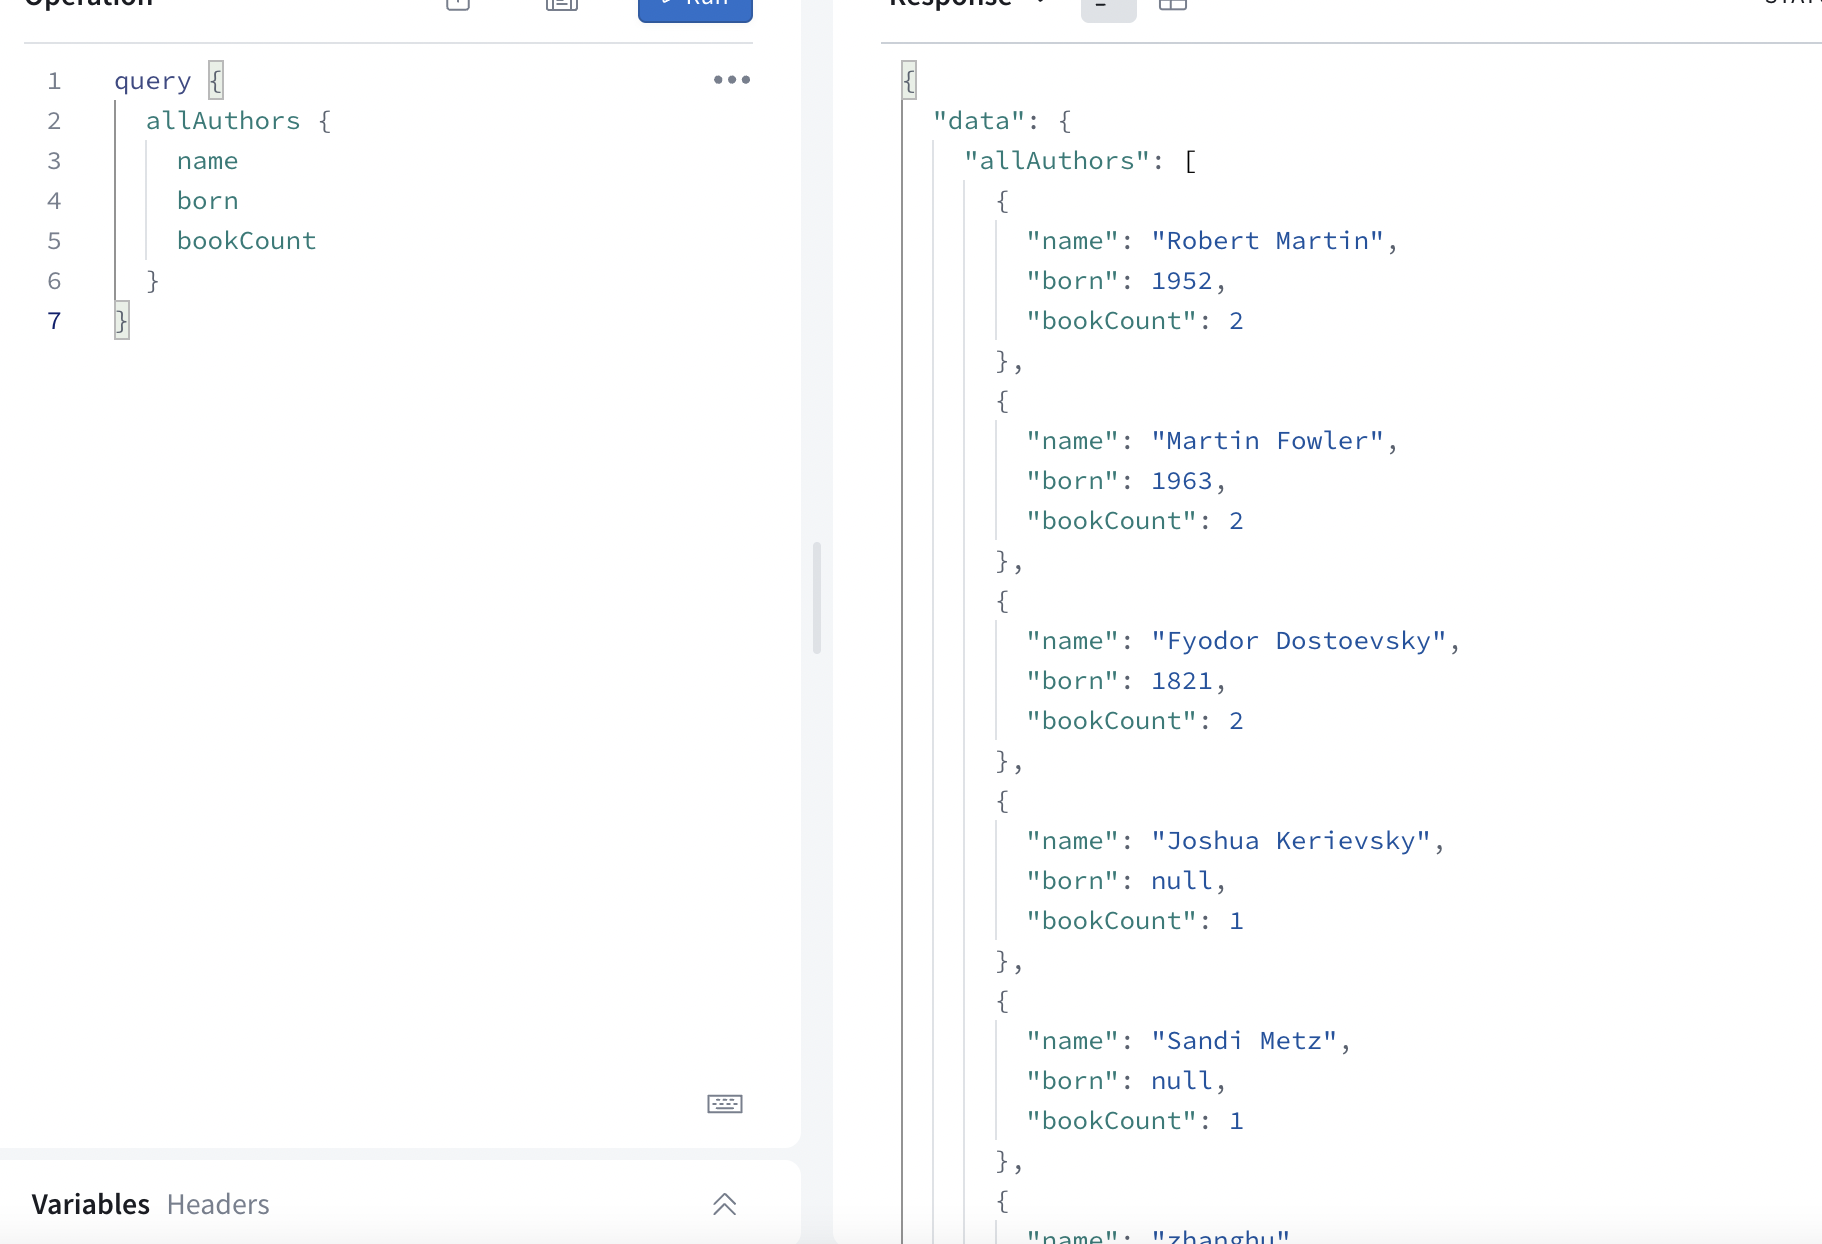 Operation
Run
1 query {
2 allAuthors {
3 name
4 born
5 bookCount
6 }
7 }
Variables Headers
Response
{
"data": {
"allAuthors": [
{
"name": "Robert Martin",
"born": 1952,
"bookCount": 2
},
{
"name": "Martin Fowler",
"born": 1963,
"bookCount": 2
},
{
"name": "Fyodor Dostoevsky",
"born": 1821,
"bookCount": 2
},
{
"name": "Joshua Kerievsky",
"born": null,
"bookCount": 1
},
{
"name": "Sandi Metz",
"born": null,
"bookCount": 1
},
{
"name": "zhanghu"